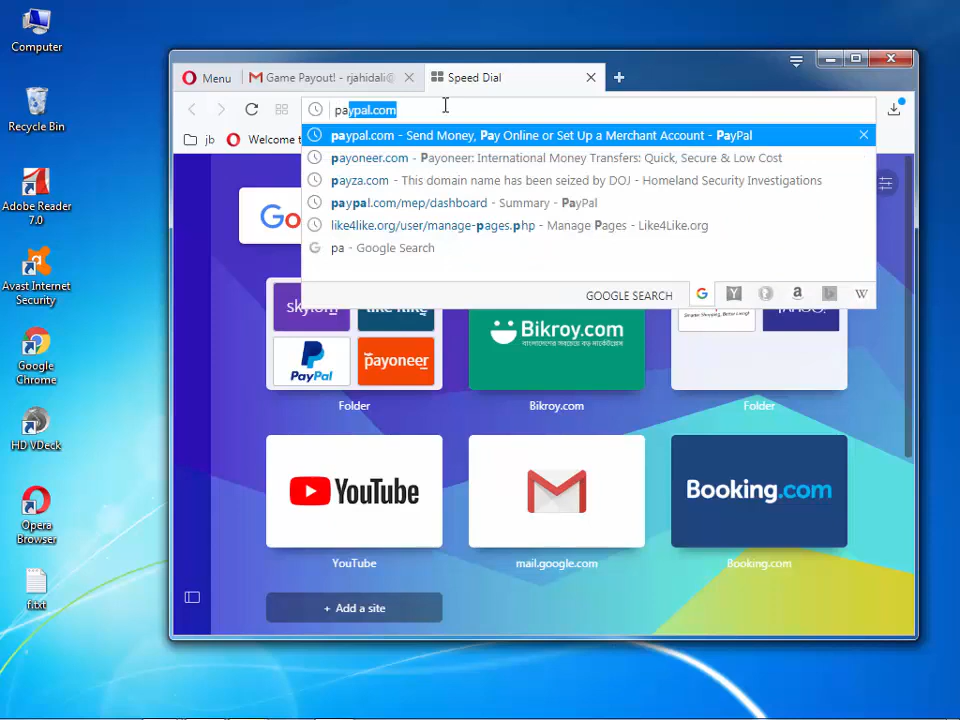 Computer
Recycle Bin
Adobe Reader
7.0
Avast Internet
Security
Google
Chrome
HD VDeck
Opera
Browser
f.txt
Menu
Game Payout! - rjahidali@
Speed Dial
paypal.com
jb
Welcome t
paypal.com - Send Money, Pay Online or Set Up a Merchant Account - PayPal
payoneer.com - Payoneer: International Money Transfers: Quick, Secure & Low Cost
payza.com - This domain name has been seized by DOJ - Homeland Security Investigations
paypal.com/mep/dashboard - Summary - PayPal
like4like.org/user/manage-pages.php - Manage Pages - Like4Like.org
pa - Google Search
GOOGLE SEARCH
Go
PayPal
payoneer
Folder
Bikroy.com
Bikroy.com
Folder
YouTube
YouTube
mail.google.com
Booking.com
Booking.com
+ Add a site